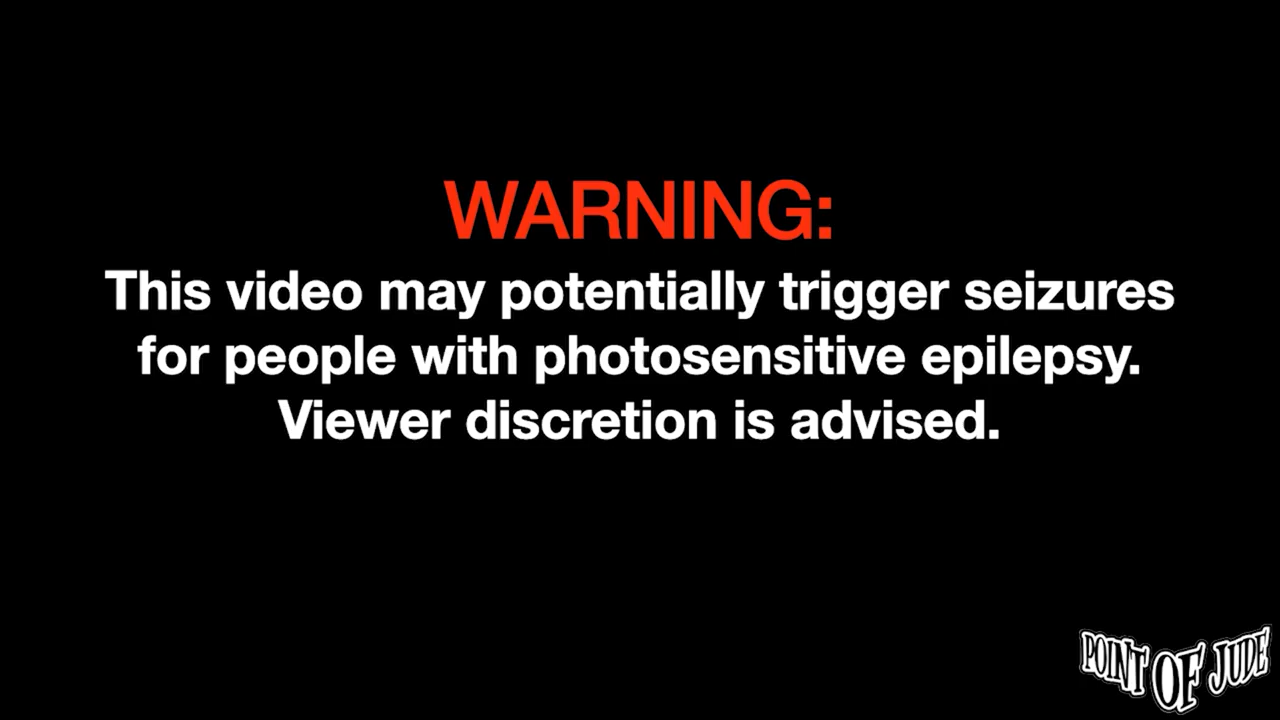 WARNING:
This video may potentially trigger seizures
for people with photosensitive epilepsy.
Viewer discretion is advised.
POINT OF JUDE